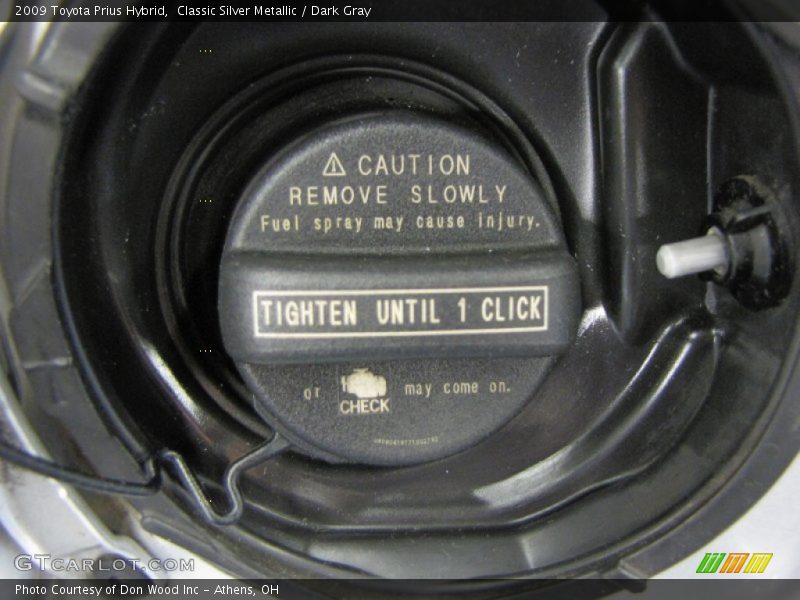 2009 Toyota Prius Hybrid,  Classic Silver Metallic / Dark Gray
⚠ CAUTION
REMOVE SLOWLY
Fuel spray may cause injury.
TIGHTEN UNTIL 1 CLICK
or CHECK may come on.
GTCARLOT.COM
Photo Courtesy of Don Wood Inc - Athens, OH